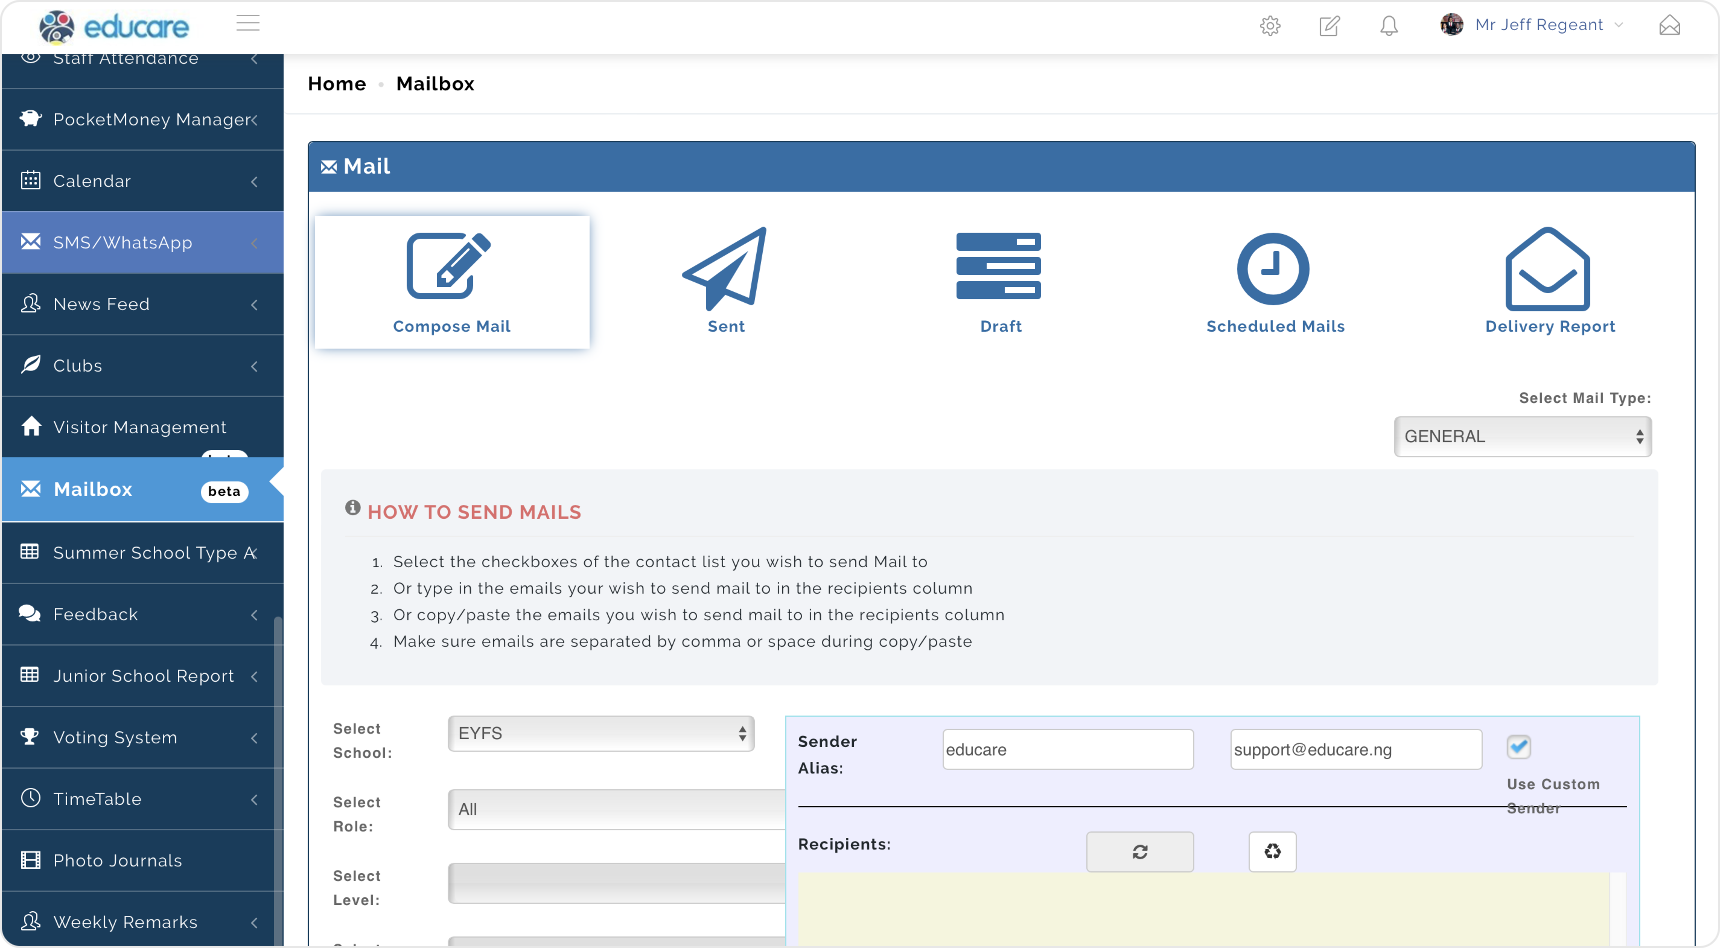 educare
Mr Jeff Regeant
Staff Attendance
PocketMoney Manager
Calendar
SMS/WhatsApp
News Feed
Clubs
Visitor Management
Mailbox
beta
Summer School Type A
Feedback
Junior School Report
Voting System
TimeTable
Photo Journals
Weekly Remarks
Home Mailbox
Mail
Compose Mail
Sent
Draft
Scheduled Mails
Delivery Report
Select Mail Type:
GENERAL
HOW TO SEND MAILS
1. Select the checkboxes of the contact list you wish to send Mail to
2. Or type in the emails your wish to send mail to in the recipients column
3. Or copy/paste the emails you wish to send mail to in the recipients column
4. Make sure emails are separated by comma or space during copy/paste
Select
School:
EYFS
Select
Role:
All
Select
Level:
Sender
Alias:
educare
support@educare.ng
Use Custom
Sender
Recipients: